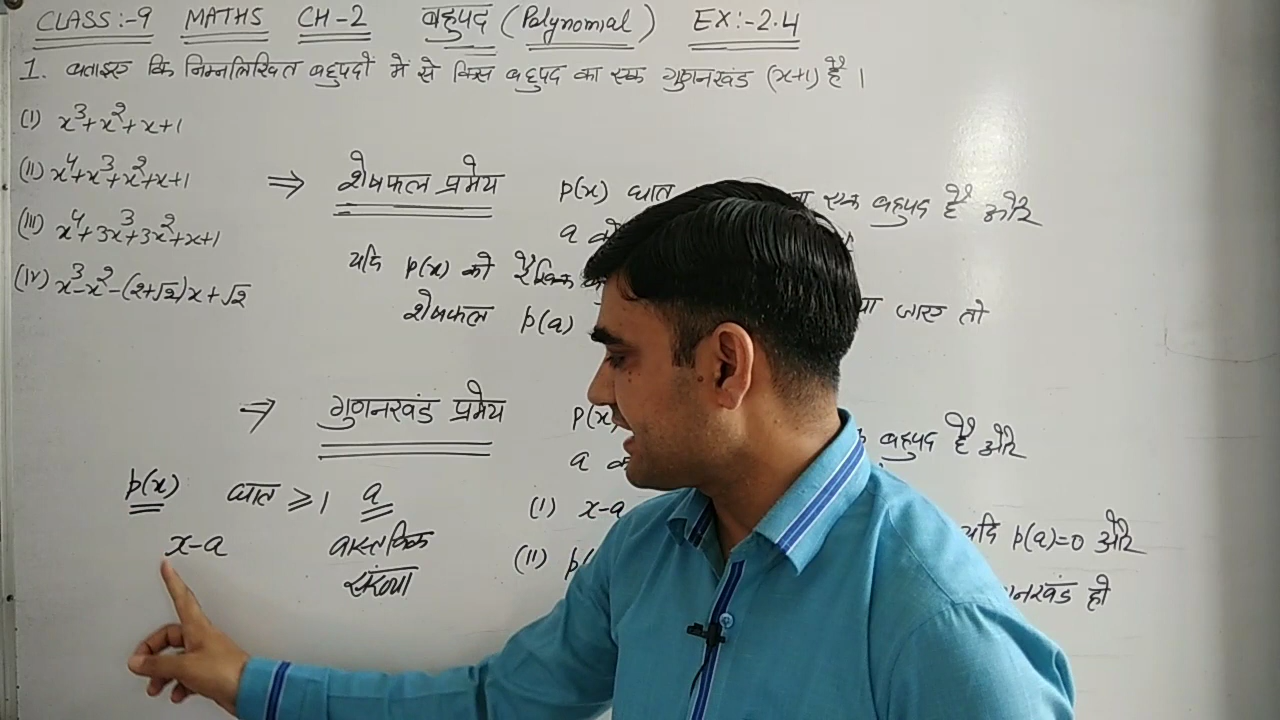 CLASS:-9 MATHS CH-2 बहुपद (Polynomial) EX:-2.4
1. बताइए कि निम्नलिखित बहुपदों में से किस बहुपद का एक गुणनखंड (x+1) है।
(I) x³+x²+x+1
(II) x⁴+x³+x²+x+1
(III) x⁴+3x³+3x²+x+1
(IV) x³-x²-(2+√2)x+√2
⇒ शेषफल प्रमेय
p(x) घात एक बहुपद है और
a
यदि p(x) को रैखिक जाए तो
शेषफल p(a)
→ गुणनखंड प्रमेय
p(x) बहुपद है और
a
(I) x-a यदि p(a)=0 और
(II) गुणनखंड हो
p(x) घात ≥1 a
x-a वास्तविक
संख्या